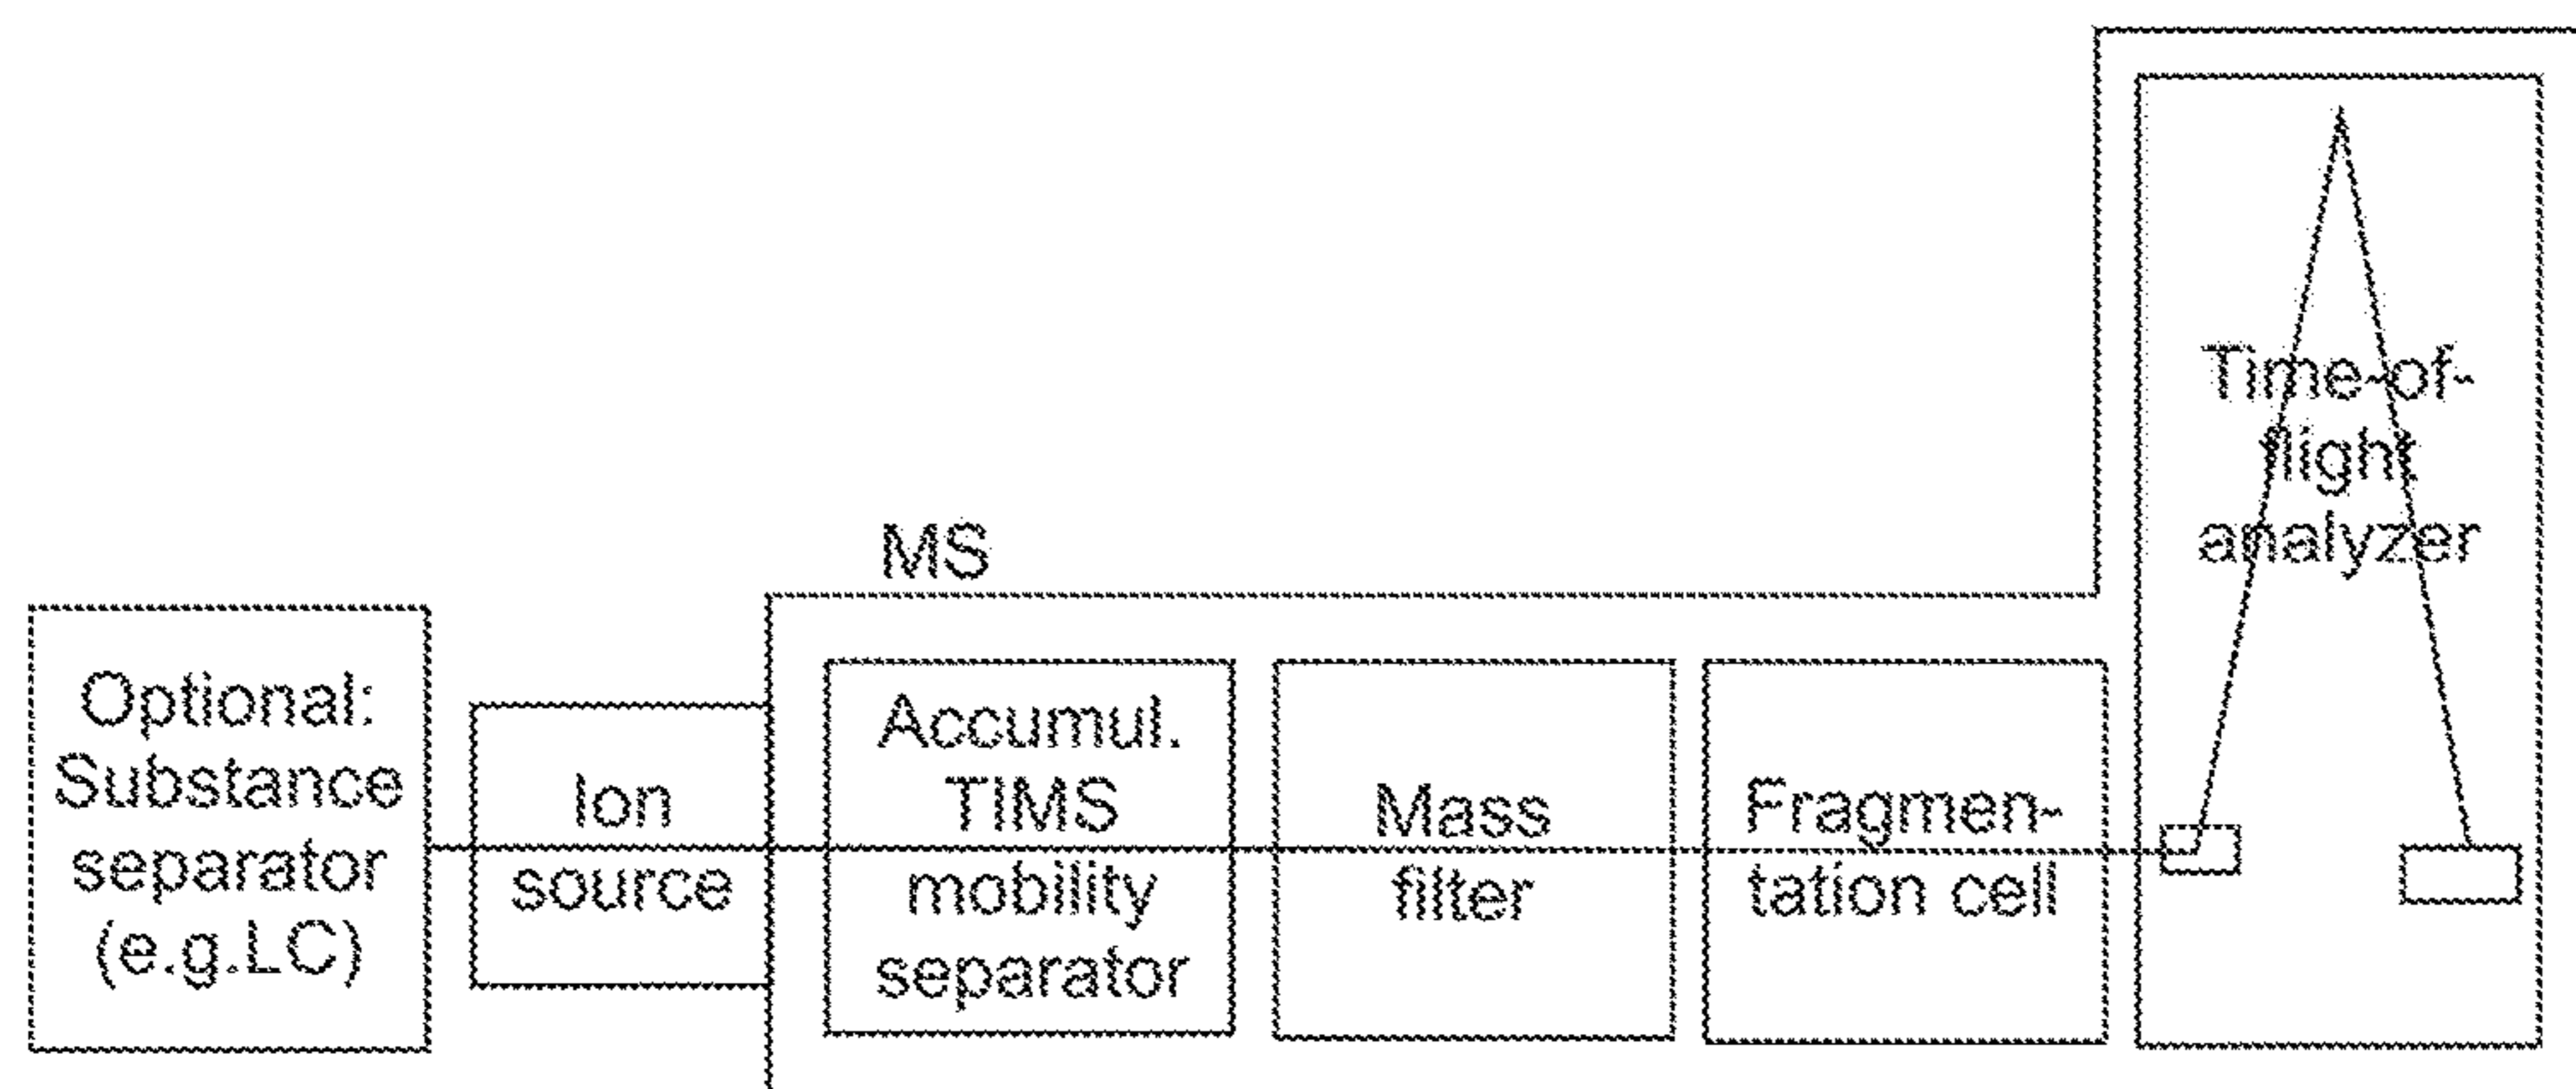 Optional:
Substance
separator
(e.g.LC)
Ion
source
MS
Accumul.
TIMS
mobility
separator
Mass
filter
Fragmen-
tation cell
Time-of-
flight
analyzer